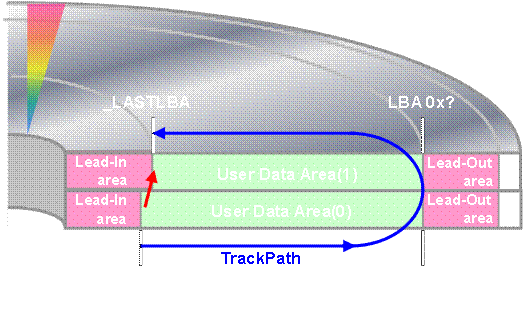 _LASTLBA
LBA 0x?
Lead-In
area
User Data Area(1)
Lead-Out
area
Lead-In
area
User Data Area(0)
Lead-Out
area
TrackPath